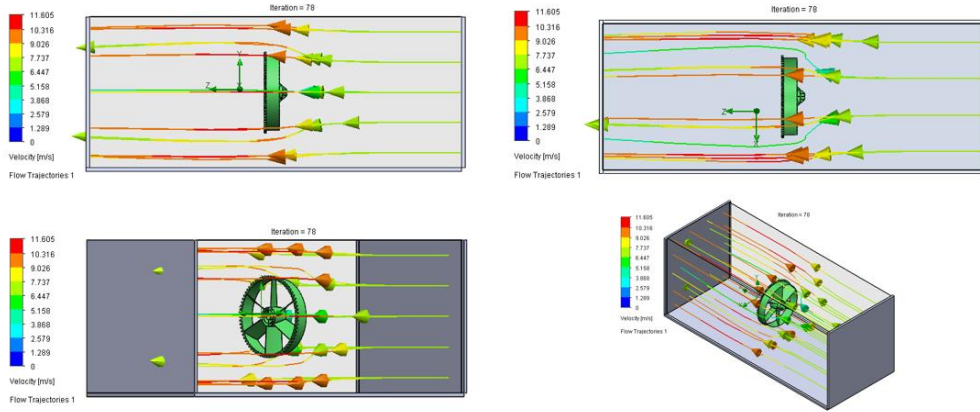 Iteration = 78
11.605
10.316
9.026
7.737
6.447
5.158
3.868
2.579
1.289
0
Velocity [m/s]
Flow Trajectories 1
Y
Z
Iteration = 78
11.605
10.316
9.026
7.737
6.447
5.158
3.868
2.579
1.289
0
Velocity [m/s]
Flow Trajectories 1
Z
X
Iteration = 78
11.605
10.316
9.026
7.737
6.447
5.158
3.868
2.579
1.289
0
Velocity [m/s]
Flow Trajectories 1
Iteration = 78
11.605
10.316
9.026
7.737
6.447
5.158
3.868
2.579
1.289
0
Velocity [m/s]
Flow Trajectories 1